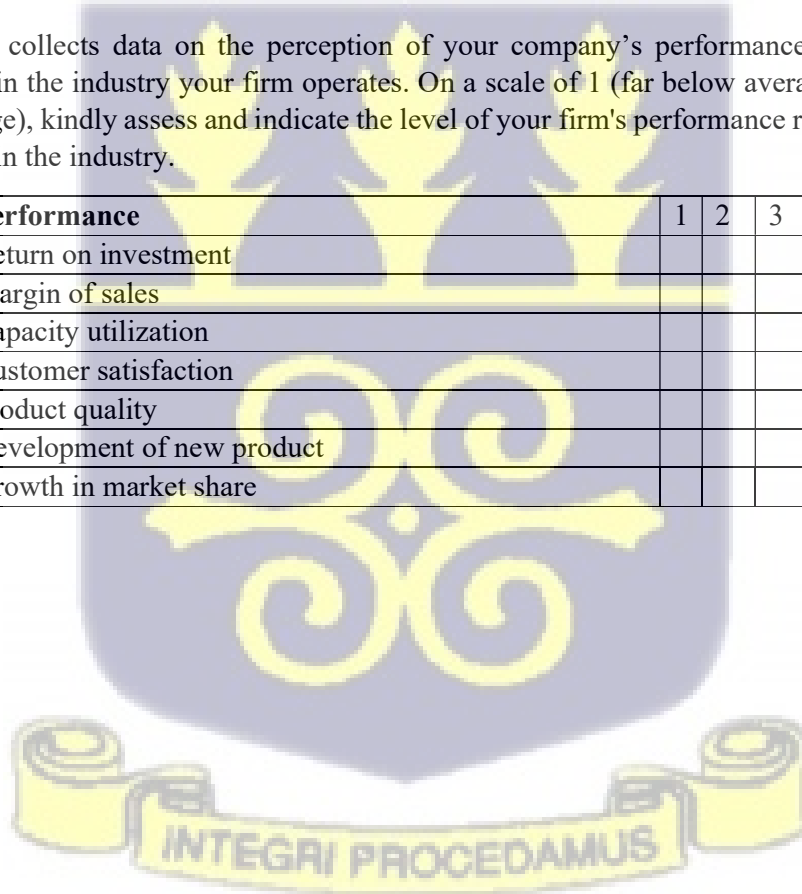 collects data on the perception of your company’s performance
in the industry your firm operates. On a scale of 1 (far below avera
ge), kindly assess and indicate the level of your firm's performance r
in the industry.
erformance 1 2 3
eturn on investment
argin of sales
apacity utilization
ustomer satisfaction
oduct quality
evelopment of new product
rowth in market share
INTEGRI PROCEDAMUS